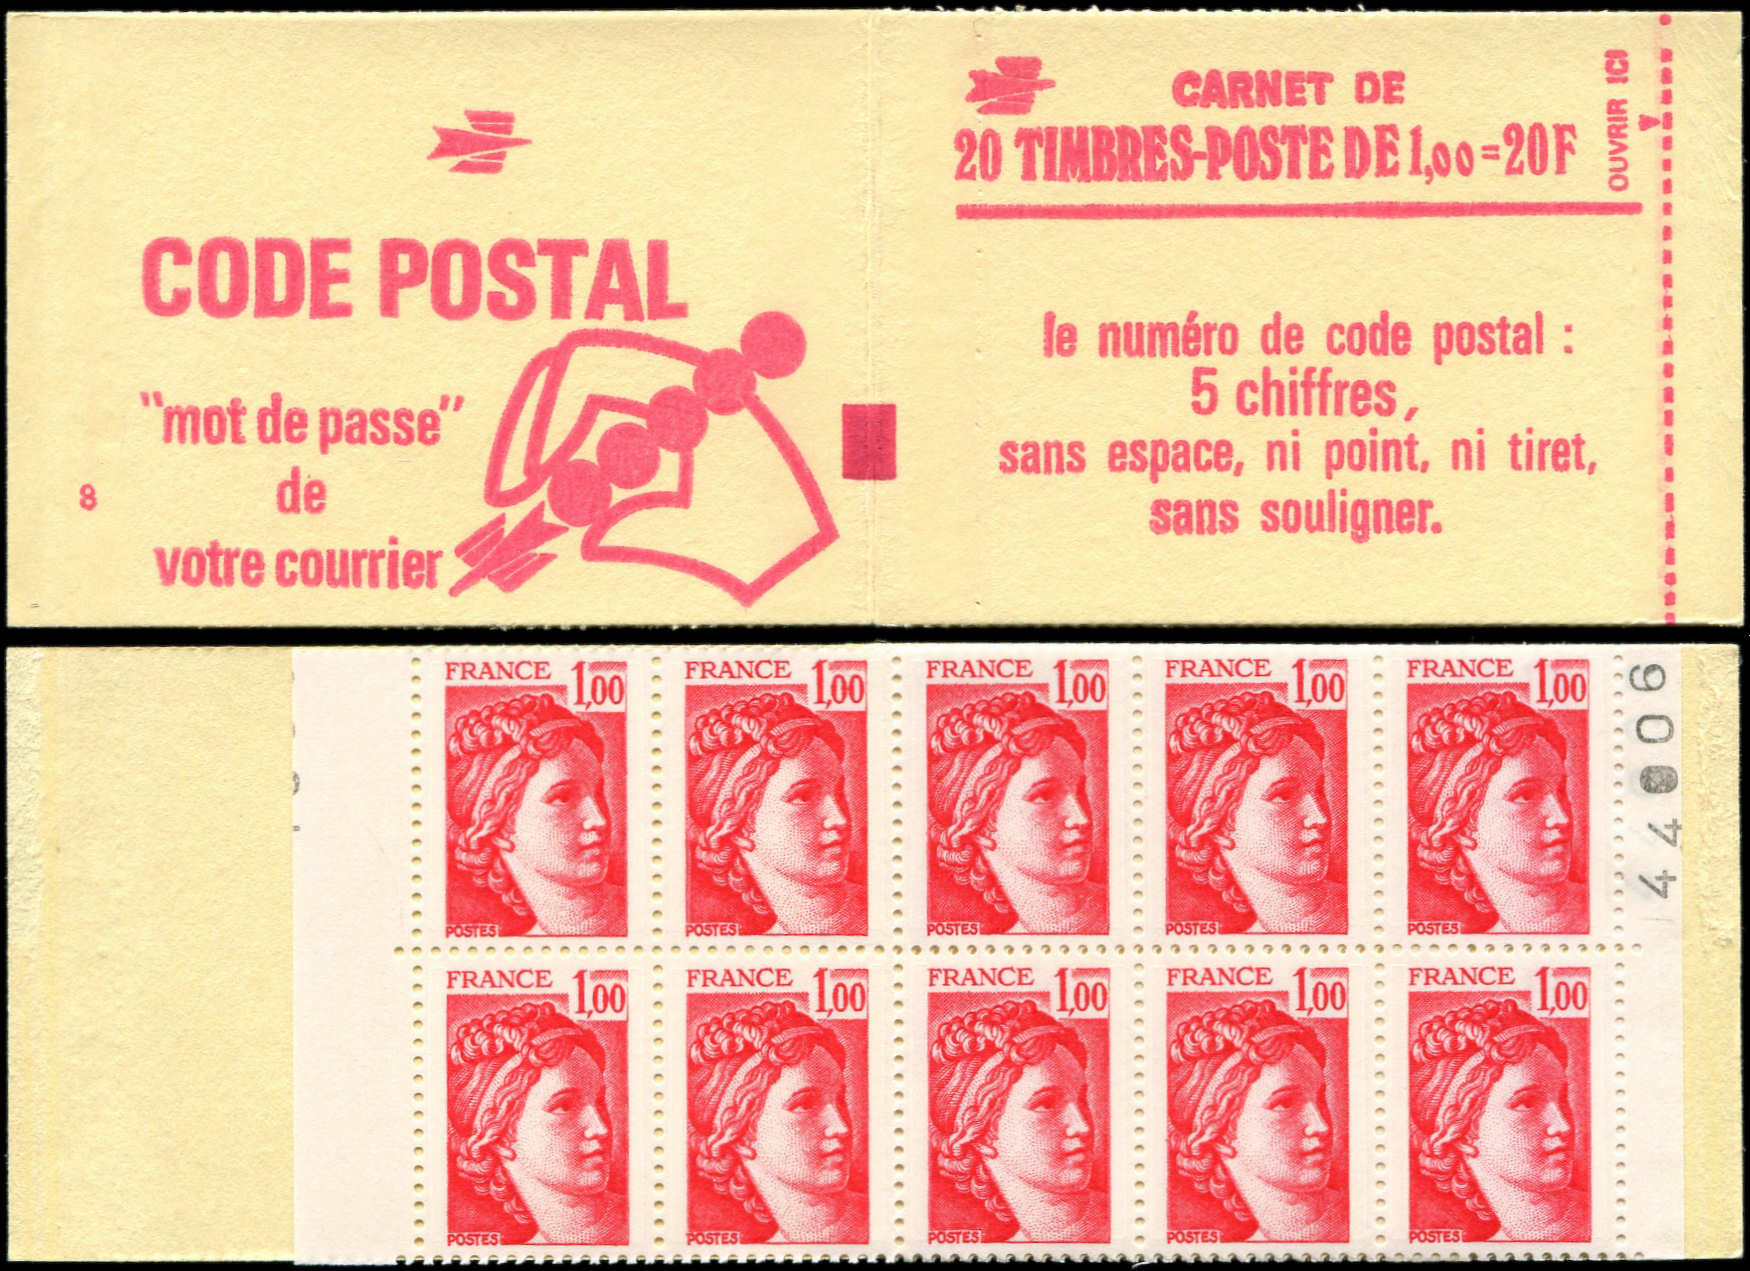 CODE POSTAL
"mot de passe"
de
8
votre courrier
CARNET DE
20 TIMBRES-POSTE DE 1,00=20F
OUVRIR ICI
le numéro de code postal :
5 chiffres,
sans espace, ni point, ni tiret,
sans souligner.
FRANCE 1,00
POSTES
FRANCE 1,00
POSTES
FRANCE 1,00
POSTES
FRANCE 1,00
POSTES
FRANCE 1,00
POSTES
FRANCE 1,00
POSTES
FRANCE 1,00
POSTES
FRANCE 1,00
POSTES
FRANCE 1,00
POSTES
FRANCE 1,00
POSTES